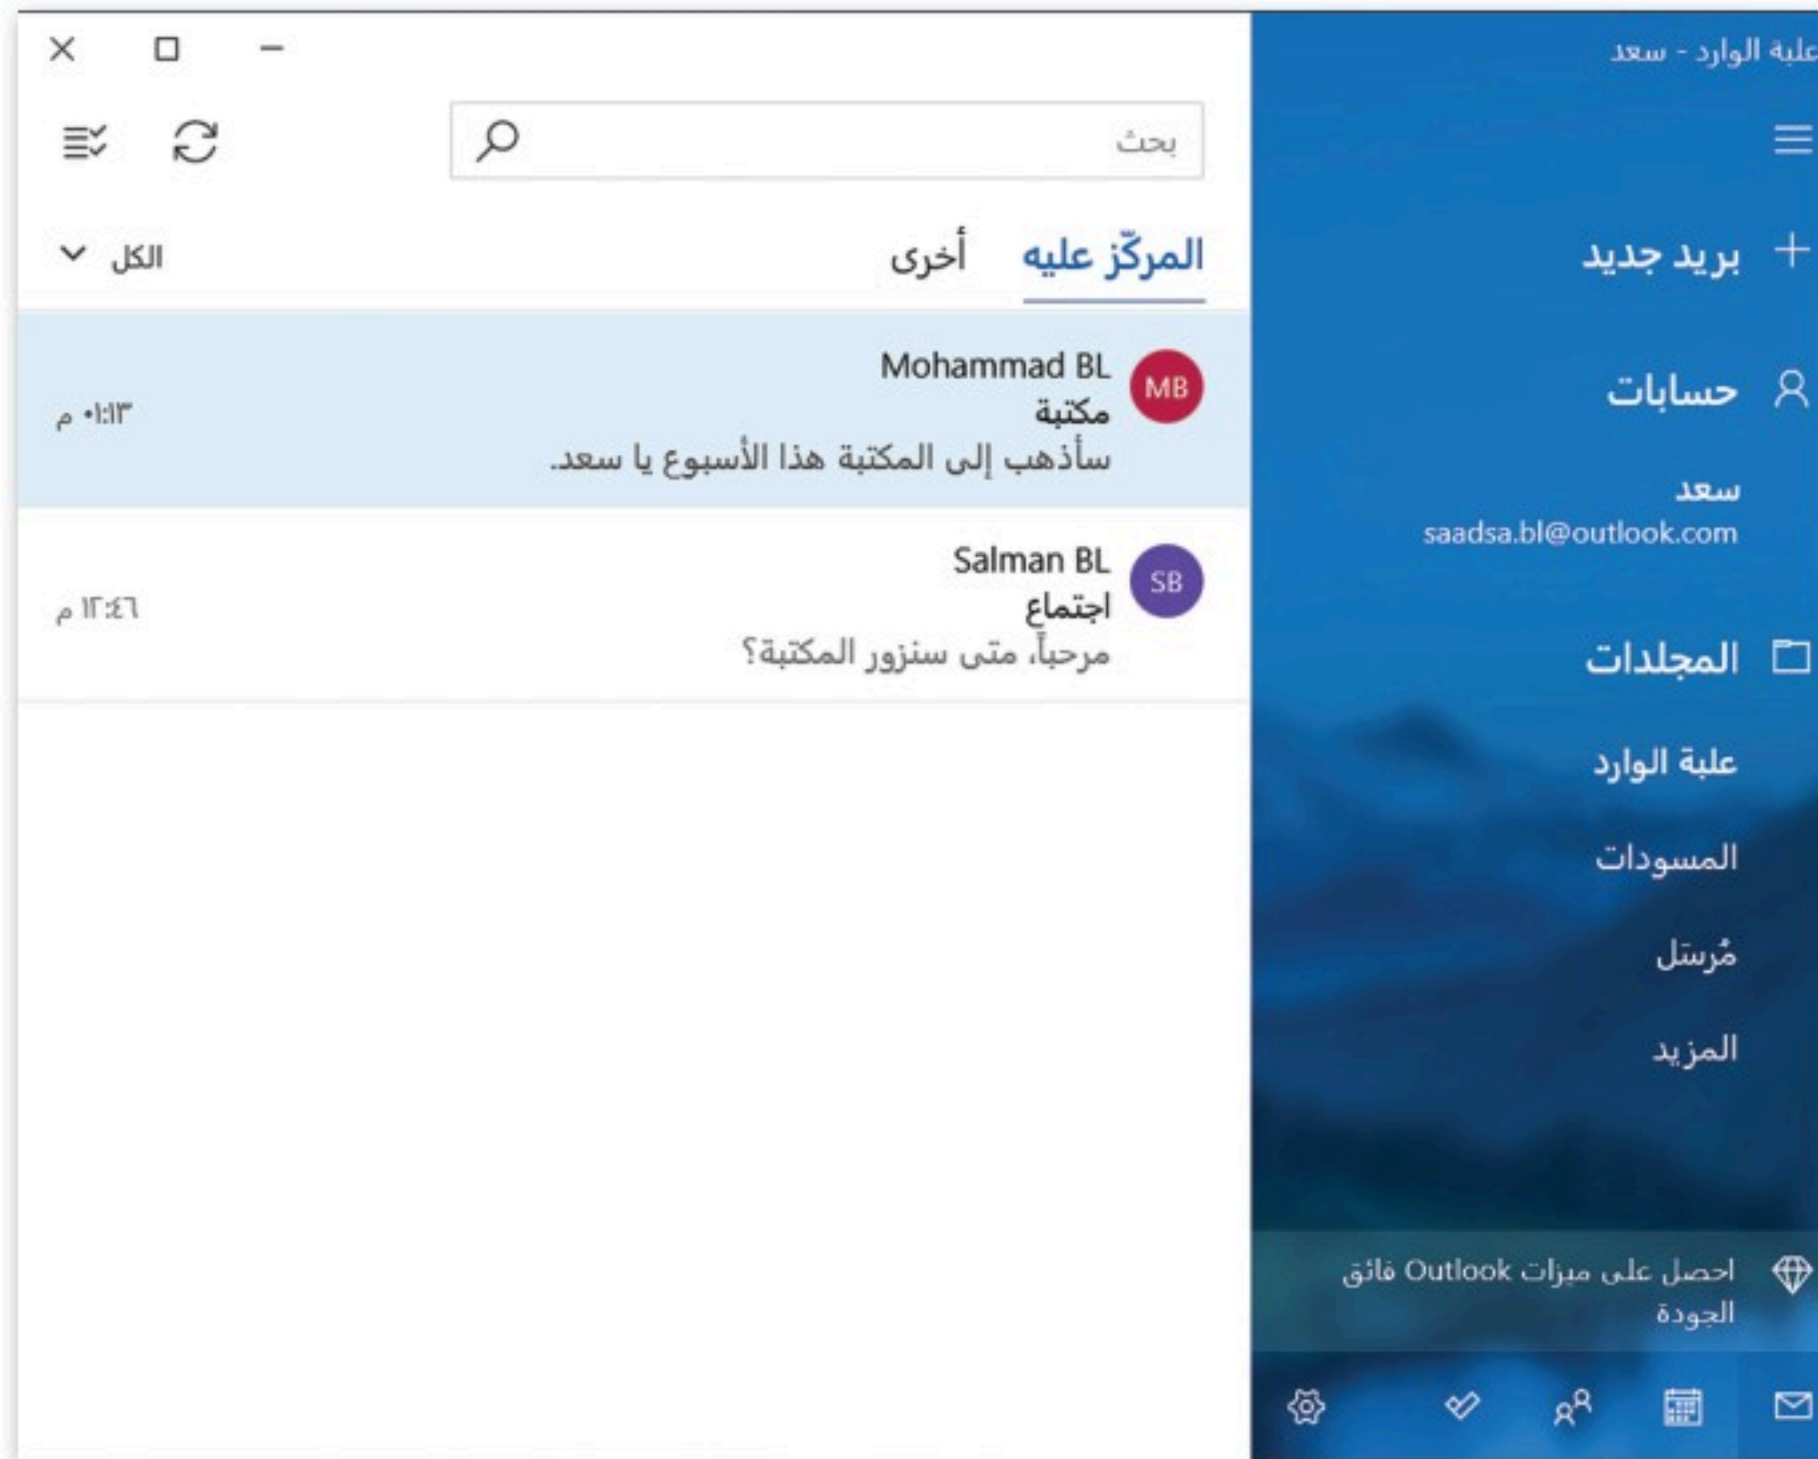 علبة الوارد - سعد
بريد جديد
حسابات
سعد
saadsa.bl@outlook.com
المجلدات
علبة الوارد
المسودات
مُرسَل
المزيد
احصل على ميزات Outlook فائق
الجودة
بحث
المركّز عليه أخرى الكل
MB
Mohammad BL
مكتبة
٠١:١٣ م
سأذهب إلى المكتبة هذا الأسبوع يا سعد.
SB
Salman BL
اجتماع
١٢:٤٦ م
مرحباً، متى سنزور المكتبة؟